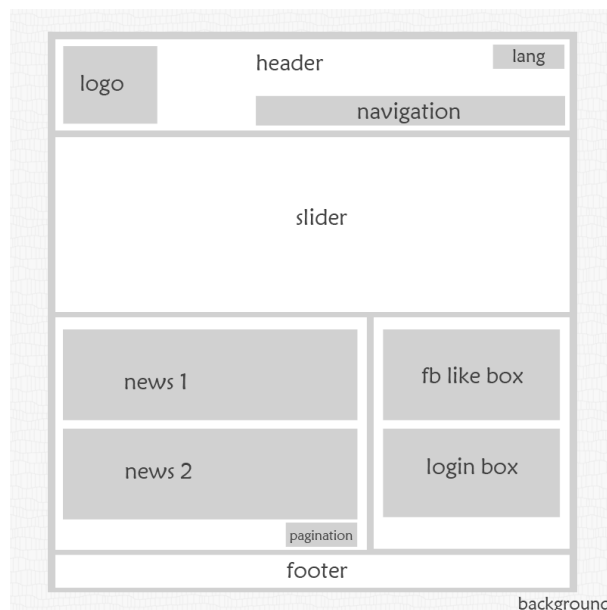 logo
header
lang
navigation
slider
news 1
fb like box
news 2
login box
pagination
footer
background